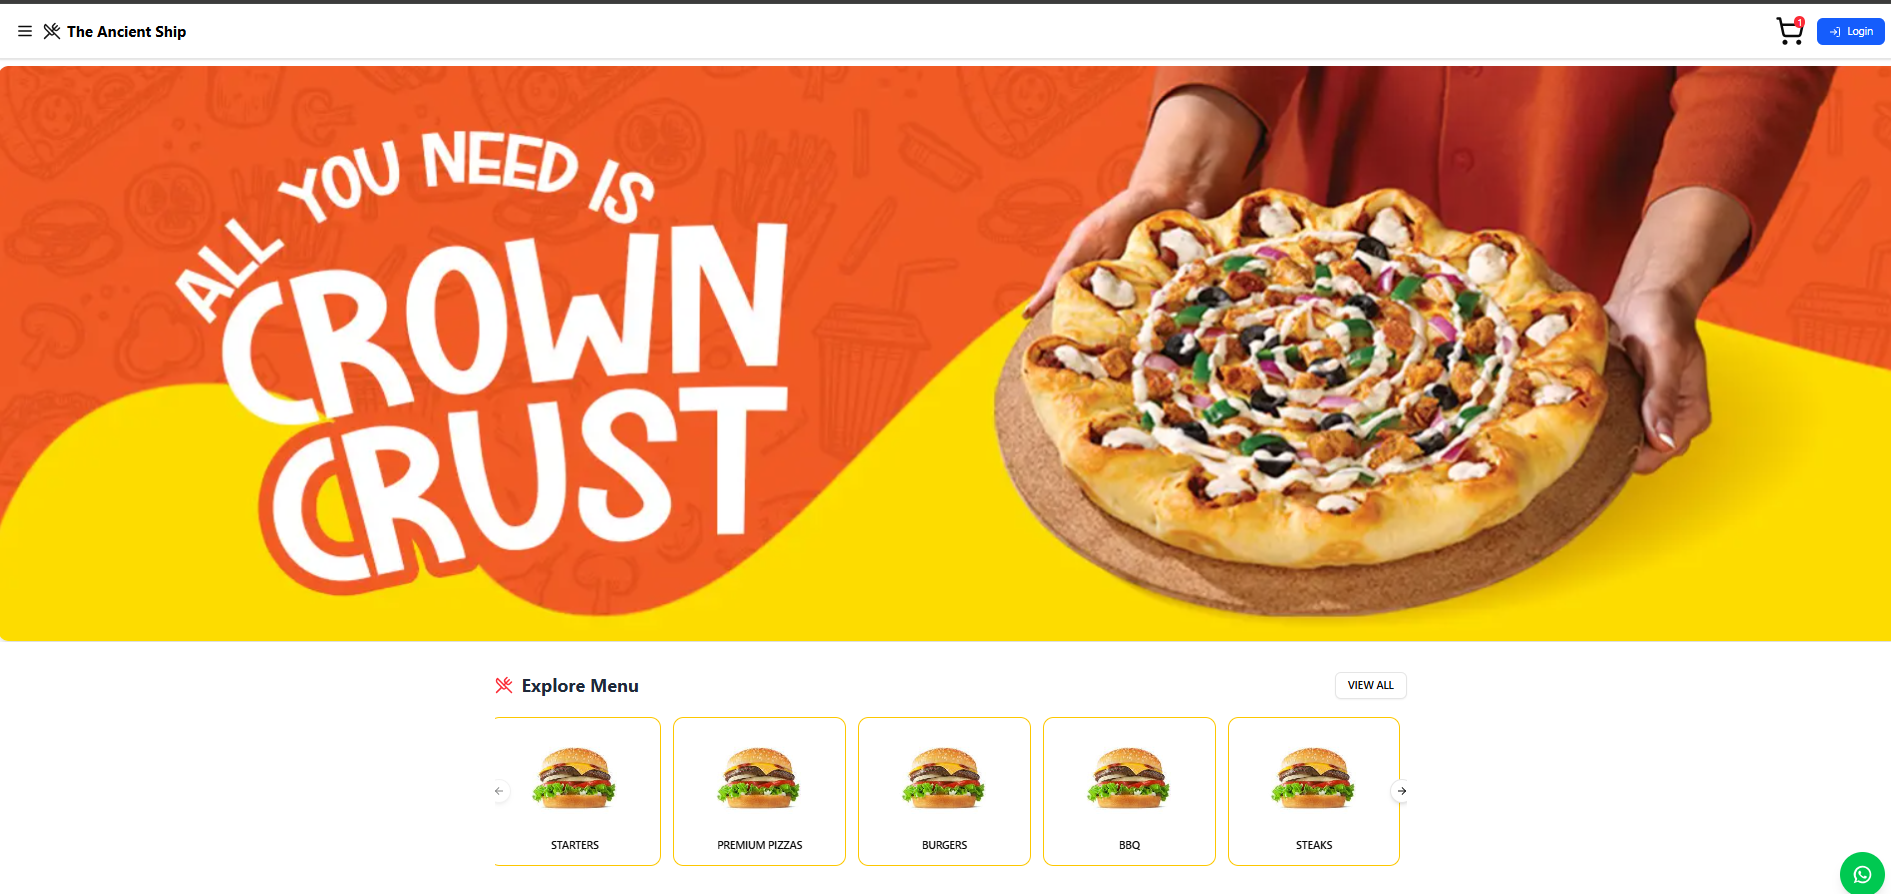 The Ancient Ship
1
Login
ALL YOU NEED IS
CROWN
CRUST
Explore Menu
VIEW ALL
STARTERS
PREMIUM PIZZAS
BURGERS
BBQ
STEAKS